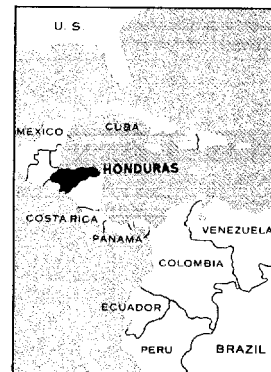 U. S.
CUBA
MEXICO
HONDURAS
COSTA RICA
PANAMA
VENEZUELA
COLOMBIA
ECUADOR
PERU
BRAZIL